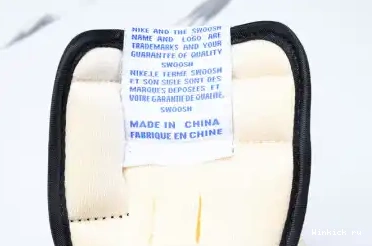 NIKE AND THE SWOOSH
NAME AND LOGO ARE
TRADEMARKS AND YOUR
GUARANTEE OF QUALITY
SWOOSH
NIKE.LE TERME SWOOSH
ET SON SIGLE SONT DES
MARQUES DEPOSEES ET
VOTRE GARANTIE DE QUALITE.
SWOOSH
MADE IN CHINA
FABRIQUE EN CHINE